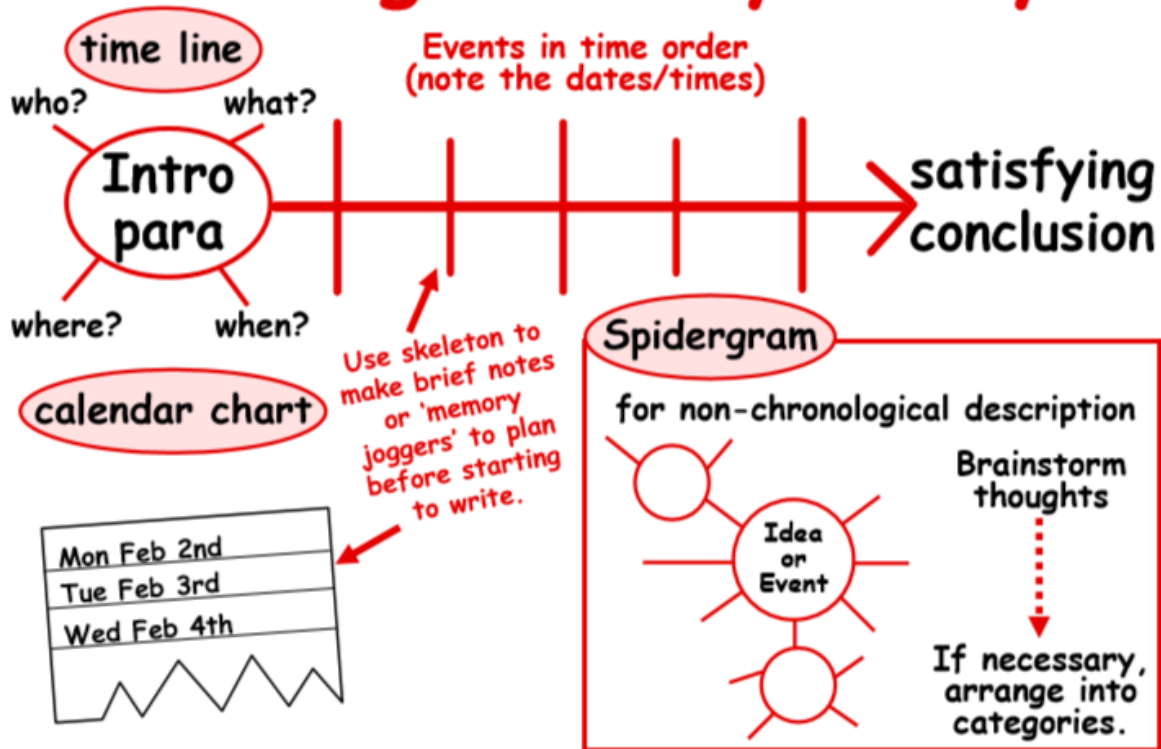 time line
who?
what?
Intro
para
where?
when?
Events in time order
(note the dates/times)
satisfying
conclusion
Use skeleton to
make brief notes
or 'memory
joggers' to plan
before starting
to write.
calendar chart
Mon Feb 2nd
Tue Feb 3rd
Wed Feb 4th
Spidergram
for non-chronological description
Idea
or
Event
Brainstorm
thoughts
If necessary,
arrange into
categories.